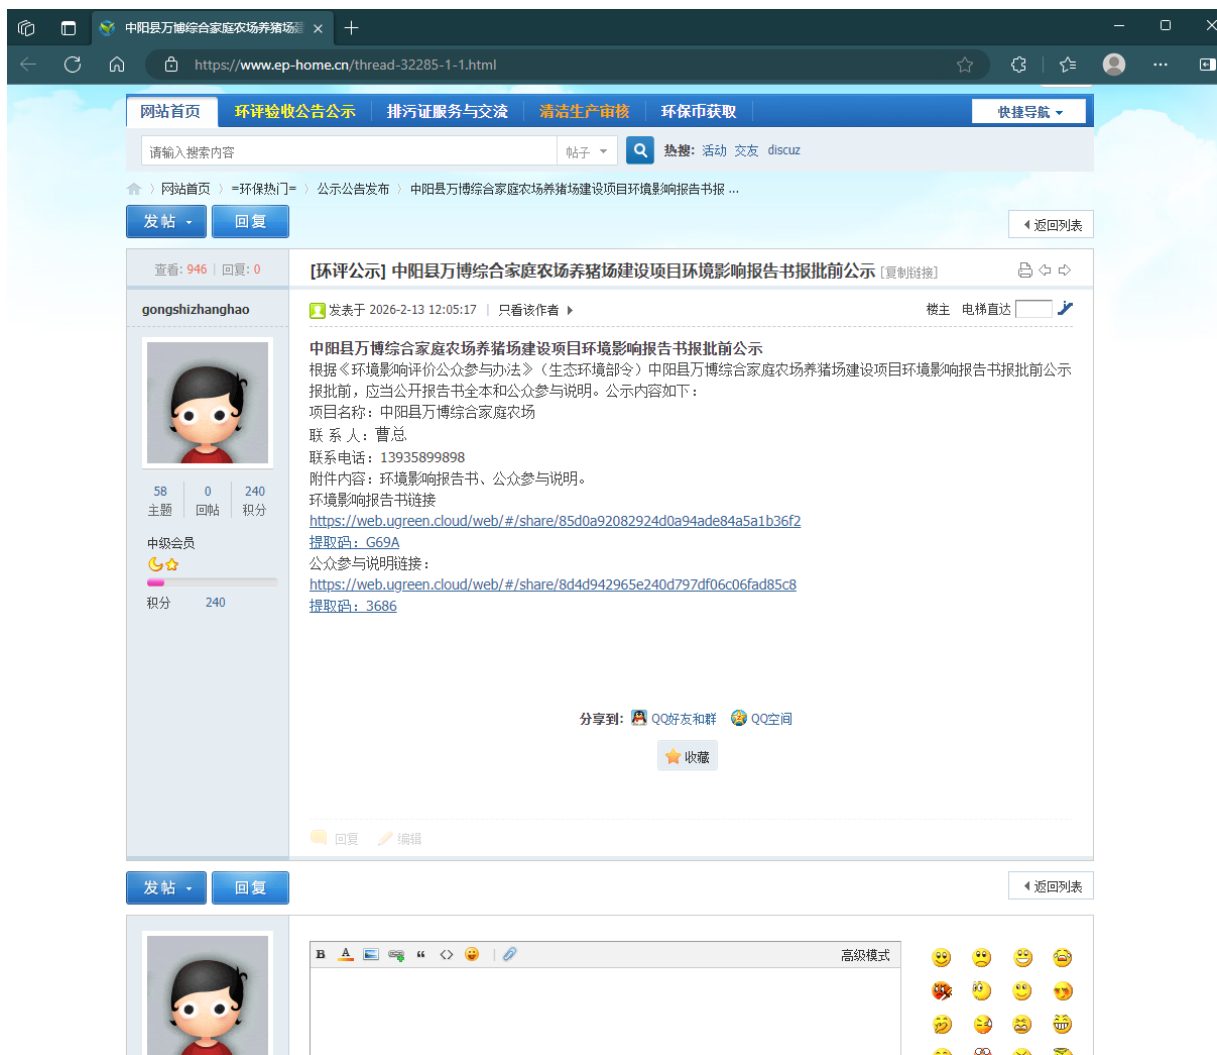 中阳县万博综合家庭农场养猪场建
https://www.ep-home.cn/thread-32285-1-1.html
网站首页 环评验收公告公示 排污证服务与交流 清洁生产审核 环保币获取 快捷导航
请输入搜索内容 帖子 热搜: 活动 交友 discuz
网站首页 〉 =环保热门= 〉 公示公告发布 〉 中阳县万博综合家庭农场养猪场建设项目环境影响报告书报 ...
发帖 回复 返回列表
查看: 946 | 回复: 0
[环评公示] 中阳县万博综合家庭农场养猪场建设项目环境影响报告书报批前公示 [复制链接]
gongshizhanghao
发表于 2026-2-13 12:05:17 | 只看该作者 楼主 电梯直达
中阳县万博综合家庭农场养猪场建设项目环境影响报告书报批前公示
根据《环境影响评价公众参与办法》（生态环境部令）中阳县万博综合家庭农场养猪场建设项目环境影响报告书报批前公示
报批前，应当公开报告书全本和公众参与说明。公示内容如下：
项目名称：中阳县万博综合家庭农场
联 系 人：曹总
联系电话：13935899898
附件内容：环境影响报告书、公众参与说明。
环境影响报告书链接
https://web.ugreen.cloud/web/#/share/85d0a92082924d0a94ade84a5a1b36f2
提取码：G69A
公众参与说明链接：
https://web.ugreen.cloud/web/#/share/8d4d942965e240d797df06c06fad85c8
提取码：3686
58 0 240
主题 回帖 积分
中级会员
积分 240
分享到: QQ好友和群 QQ空间
收藏
回复 编辑
发帖 回复 返回列表
B A “ <> 高级模式